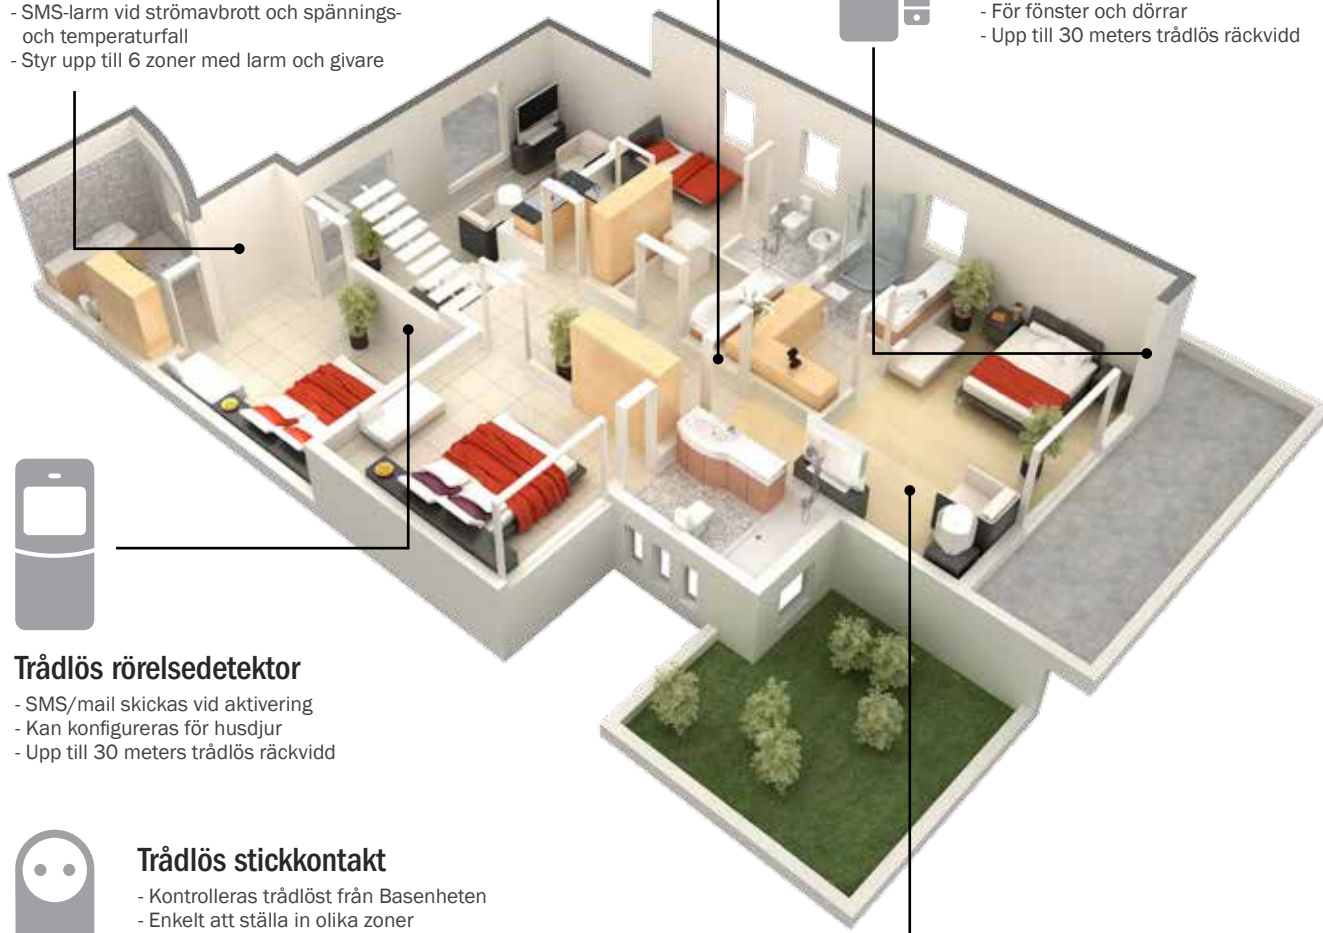 - SMS-larm vid strömavbrott och spännings-
och temperaturfall
- Styr upp till 6 zoner med larm och givare
- För fönster och dörrar
- Upp till 30 meters trådlös räckvidd
Trådlös rörelsedetektor
- SMS/mail skickas vid aktivering
- Kan konfigureras för husdjur
- Upp till 30 meters trådlös räckvidd
Trådlös stickkontakt
- Kontrolleras trådlöst från Basenheten
- Enkelt att ställa in olika zoner